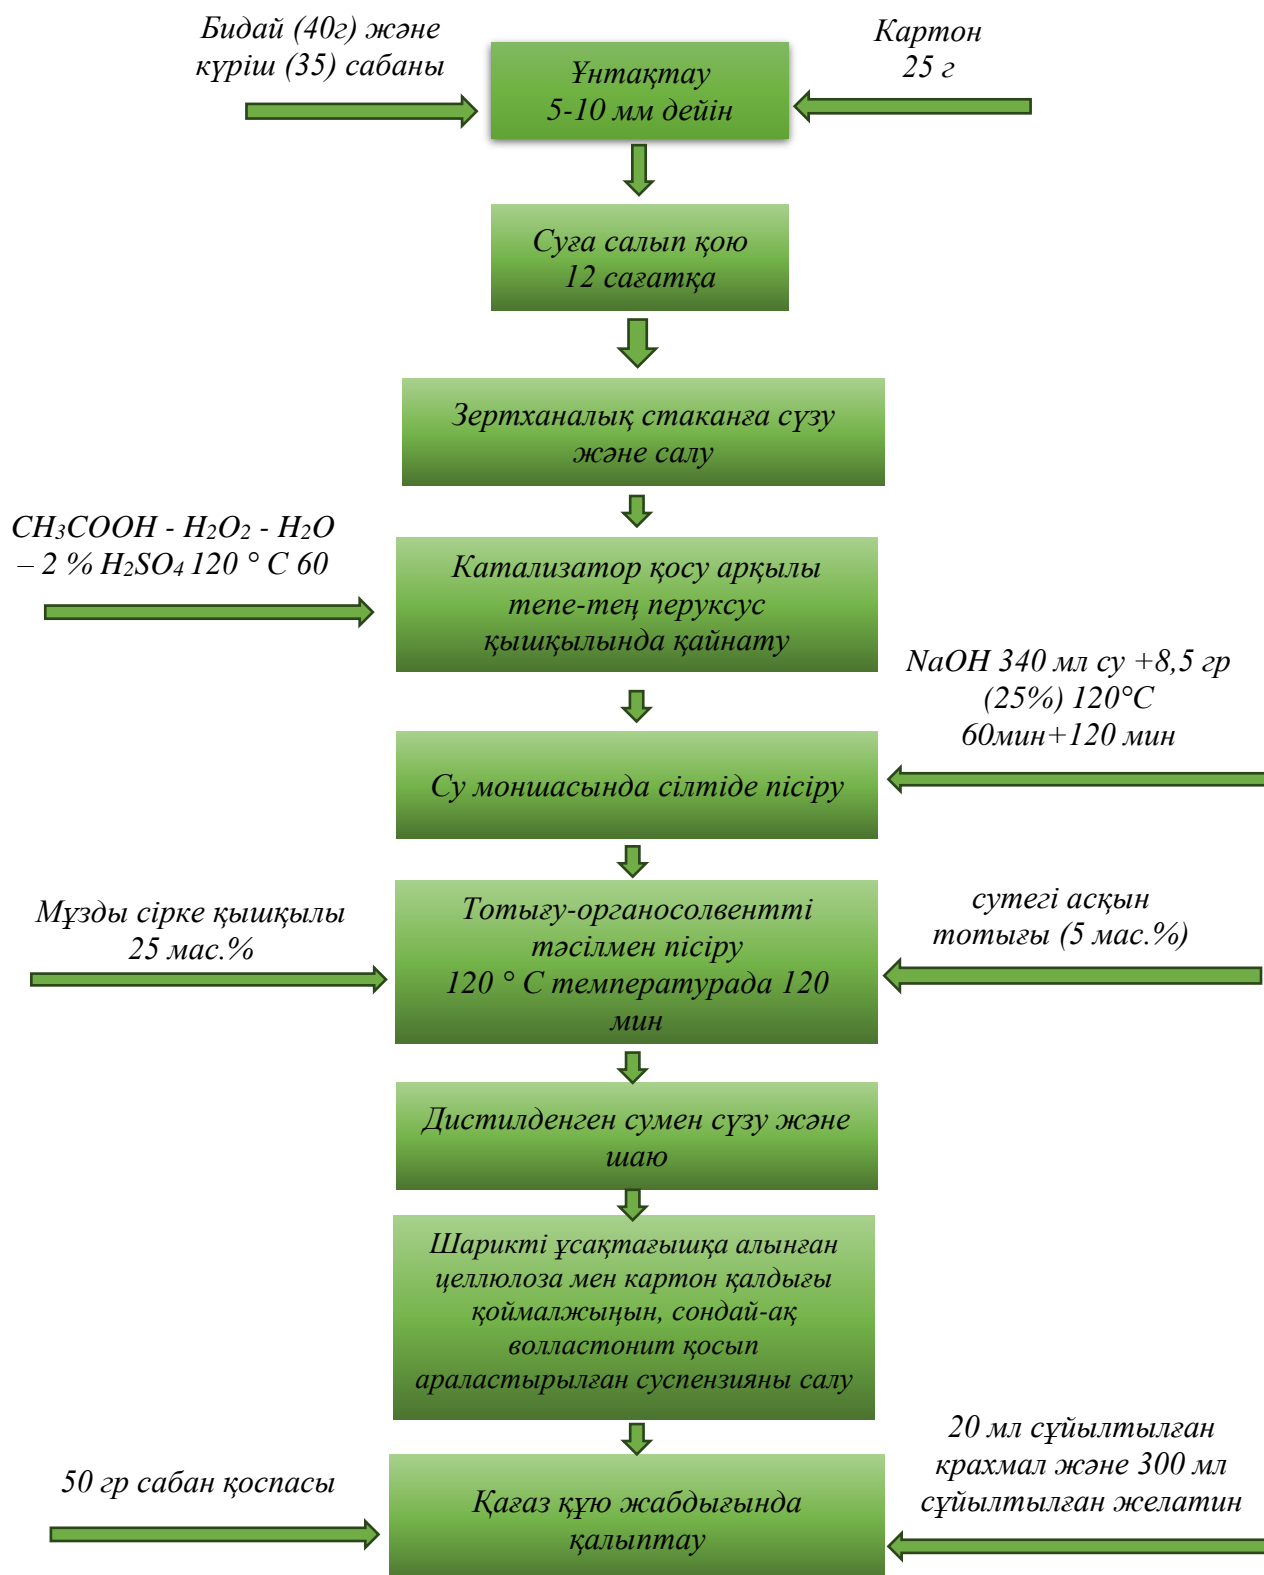 Бидай (40г) және
күріш (35) сабаны
Ұнтақтау
5-10 мм дейін
Картон
25 г
Суға салып қою
12 сағатқа
Зертханалық стаканға сүзу
және салу
CH3COOH - H2O2 - H2O
– 2 % H2SO4 120 ° C 60
Катализатор қосу арқылы
тепе-тең перуксус
қышқылында қайнату
NaOH 340 мл су +8,5 гр
(25%) 120°C
60мин+120 мин
Су моншасында сілтіде пісіру
Мұзды сірке қышқылы
25 мас.%
Тотығу-органосолвентті
тәсілмен пісіру
120 ° C температурада 120
мин
сутегі асқын
тотығы (5 мас.%)
Дистилденген сумен сүзу және
шаю
Шарикті ұсақтағышқа алынған
целлюлоза мен картон қалдығы
қоймалжыңын, сондай-ақ
волластонит қосып
араластырылған суспензияны салу
50 гр сабан қоспасы
Қағаз құю жабдығында
қалыптау
20 мл сұйылтылған
крахмал және 300 мл
сұйылтылған желатин